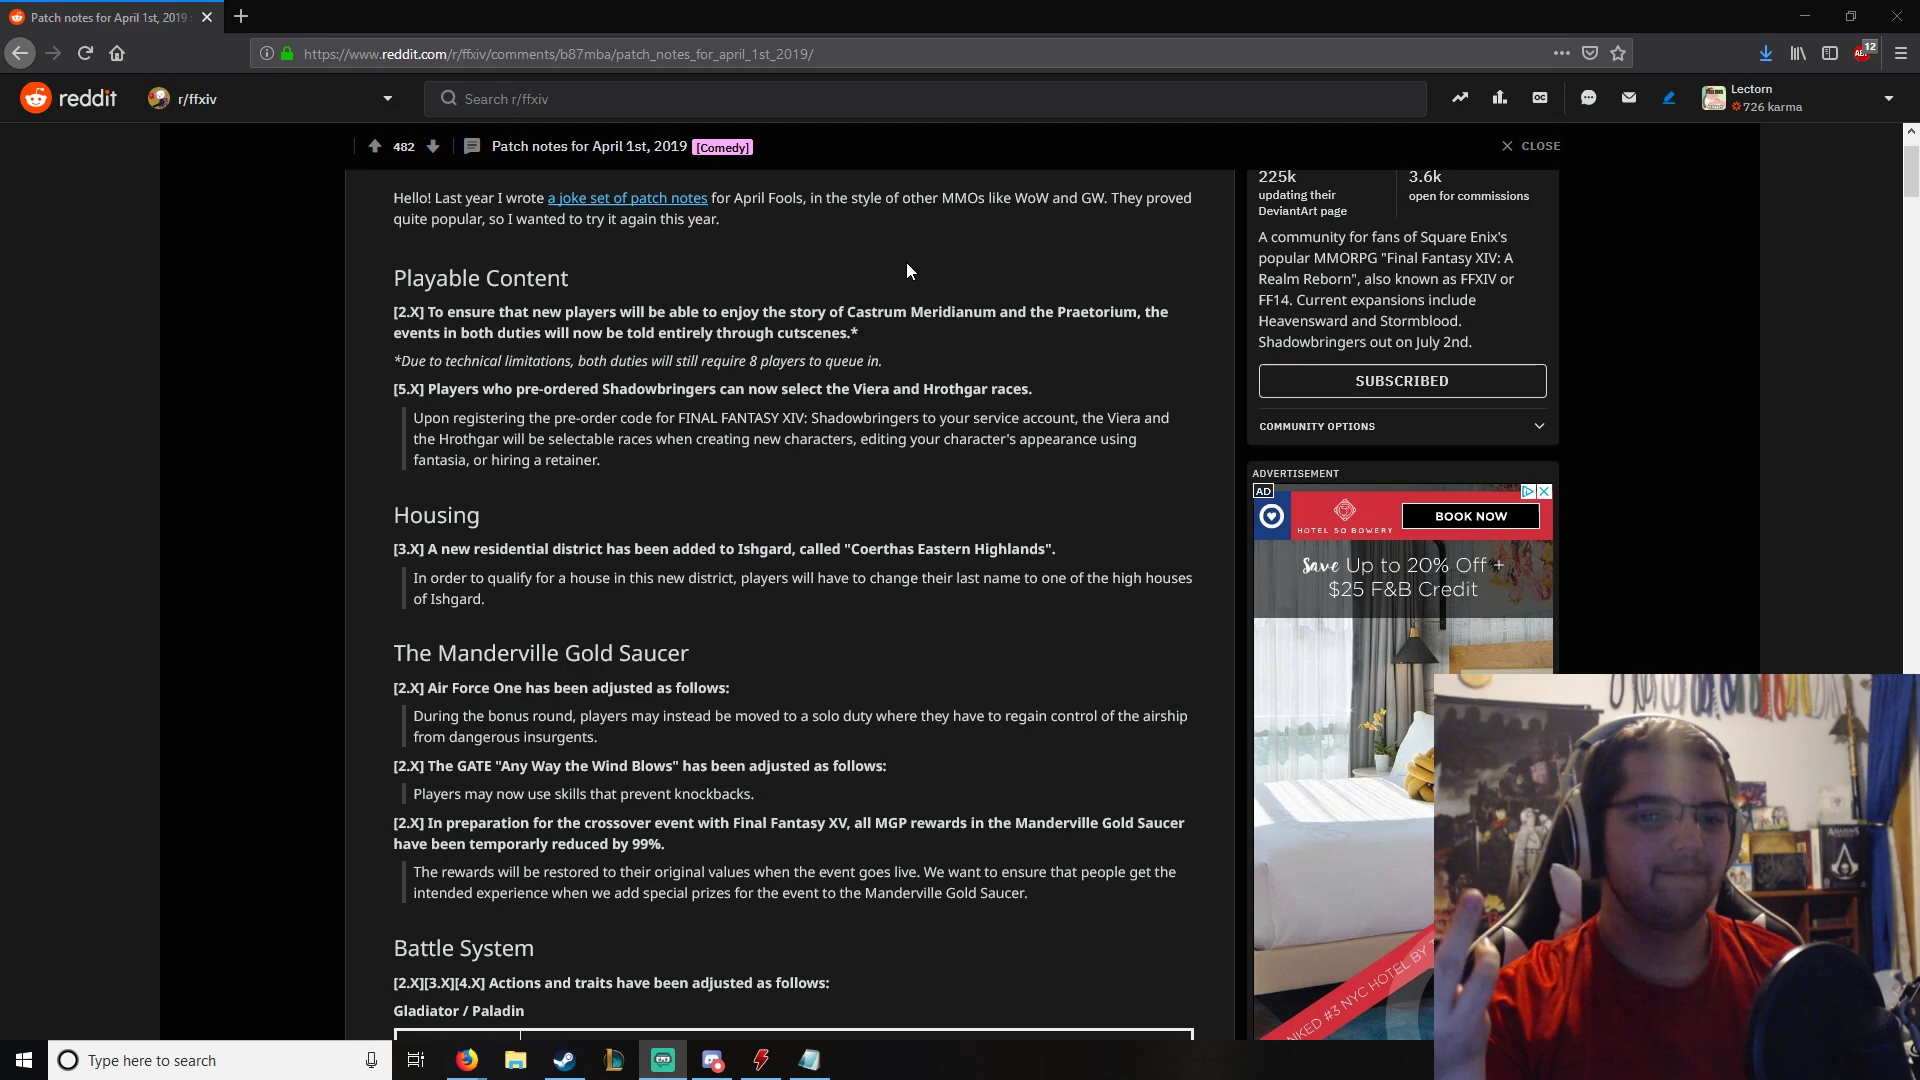 Patch notes for April 1st, 2019
https://www.reddit.com/r/ffxiv/comments/b87mba/patch_notes_for_april_1st_2019/
12
reddit
r/ffxiv
Search r/ffxiv
Lectorn
726 karma
482
Patch notes for April 1st, 2019 [Comedy]
CLOSE
Hello! Last year I wrote a joke set of patch notes for April Fools, in the style of other MMOs like WoW and GW. They proved
quite popular, so I wanted to try it again this year.
Playable Content
[2.X] To ensure that new players will be able to enjoy the story of Castrum Meridianum and the Praetorium, the
events in both duties will now be told entirely through cutscenes.*
*Due to technical limitations, both duties will still require 8 players to queue in.
[5.X] Players who pre-ordered Shadowbringers can now select the Viera and Hrothgar races.
Upon registering the pre-order code for FINAL FANTASY XIV: Shadowbringers to your service account, the Viera and
the Hrothgar will be selectable races when creating new characters, editing your character's appearance using
fantasia, or hiring a retainer.
Housing
[3.X] A new residential district has been added to Ishgard, called "Coerthas Eastern Highlands".
In order to qualify for a house in this new district, players will have to change their last name to one of the high houses
of Ishgard.
The Manderville Gold Saucer
[2.X] Air Force One has been adjusted as follows:
During the bonus round, players may instead be moved to a solo duty where they have to regain control of the airship
from dangerous insurgents.
[2.X] The GATE "Any Way the Wind Blows" has been adjusted as follows:
Players may now use skills that prevent knockbacks.
[2.X] In preparation for the crossover event with Final Fantasy XV, all MGP rewards in the Manderville Gold Saucer
have been temporarly reduced by 99%.
The rewards will be restored to their original values when the event goes live. We want to ensure that people get the
intended experience when we add special prizes for the event to the Manderville Gold Saucer.
Battle System
[2.X][3.X][4.X] Actions and traits have been adjusted as follows:
Gladiator / Paladin
225k
updating their
DeviantArt page
3.6k
open for commissions
A community for fans of Square Enix's
popular MMORPG "Final Fantasy XIV: A
Realm Reborn", also known as FFXIV or
FF14. Current expansions include
Heavensward and Stormblood.
Shadowbringers out on July 2nd.
SUBSCRIBED
COMMUNITY OPTIONS
ADVERTISEMENT
AD
HOTEL 50 BOWERY
BOOK NOW
Save Up to 20% Off +
$25 F&B Credit
#3 NYC HOTEL BY
Type here to search